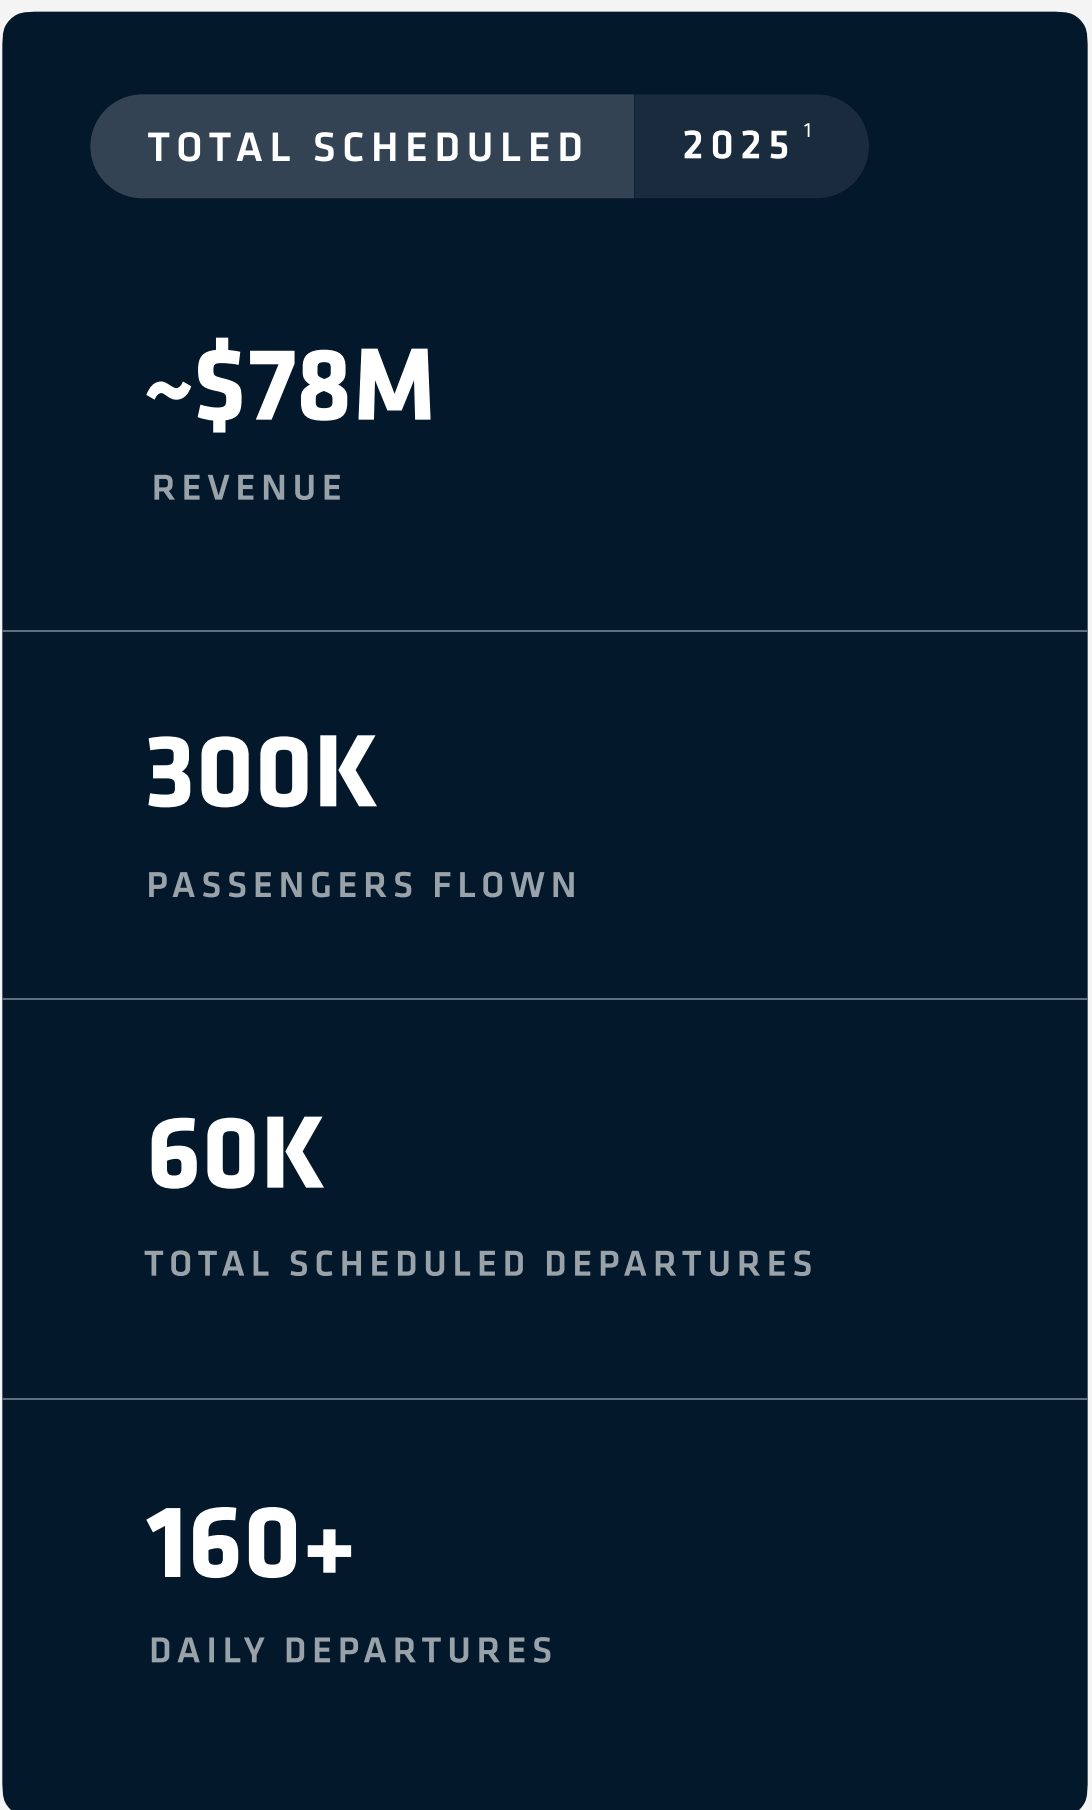 TOTAL SCHEDULED 2025 1
~$78M
REVENUE
300K
PASSENGERS FLOWN
60K
TOTAL SCHEDULED DEPARTURES
160+
DAILY DEPARTURES